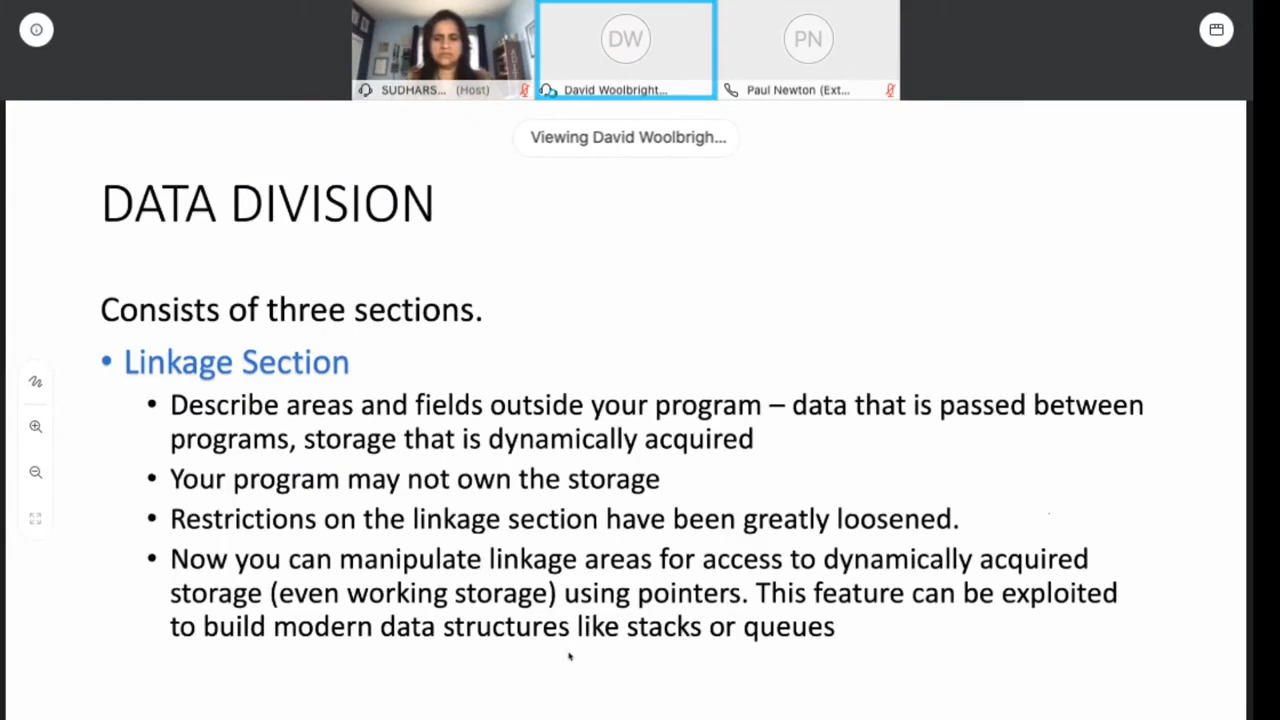 DW
PN
SUDHARS... (Host)
David Woolbright...
Paul Newton (Ext...
Viewing David Woolbrigh...
DATA DIVISION
Consists of three sections.
• Linkage Section
• Describe areas and fields outside your program – data that is passed between
programs, storage that is dynamically acquired
• Your program may not own the storage
• Restrictions on the linkage section have been greatly loosened.
• Now you can manipulate linkage areas for access to dynamically acquired
storage (even working storage) using pointers. This feature can be exploited
to build modern data structures like stacks or queues